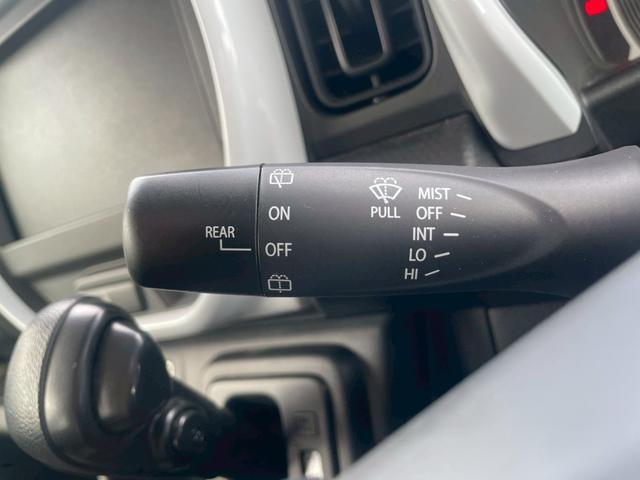 REAR
ON
OFF
PULL
MIST
OFF
INT
LO
HI